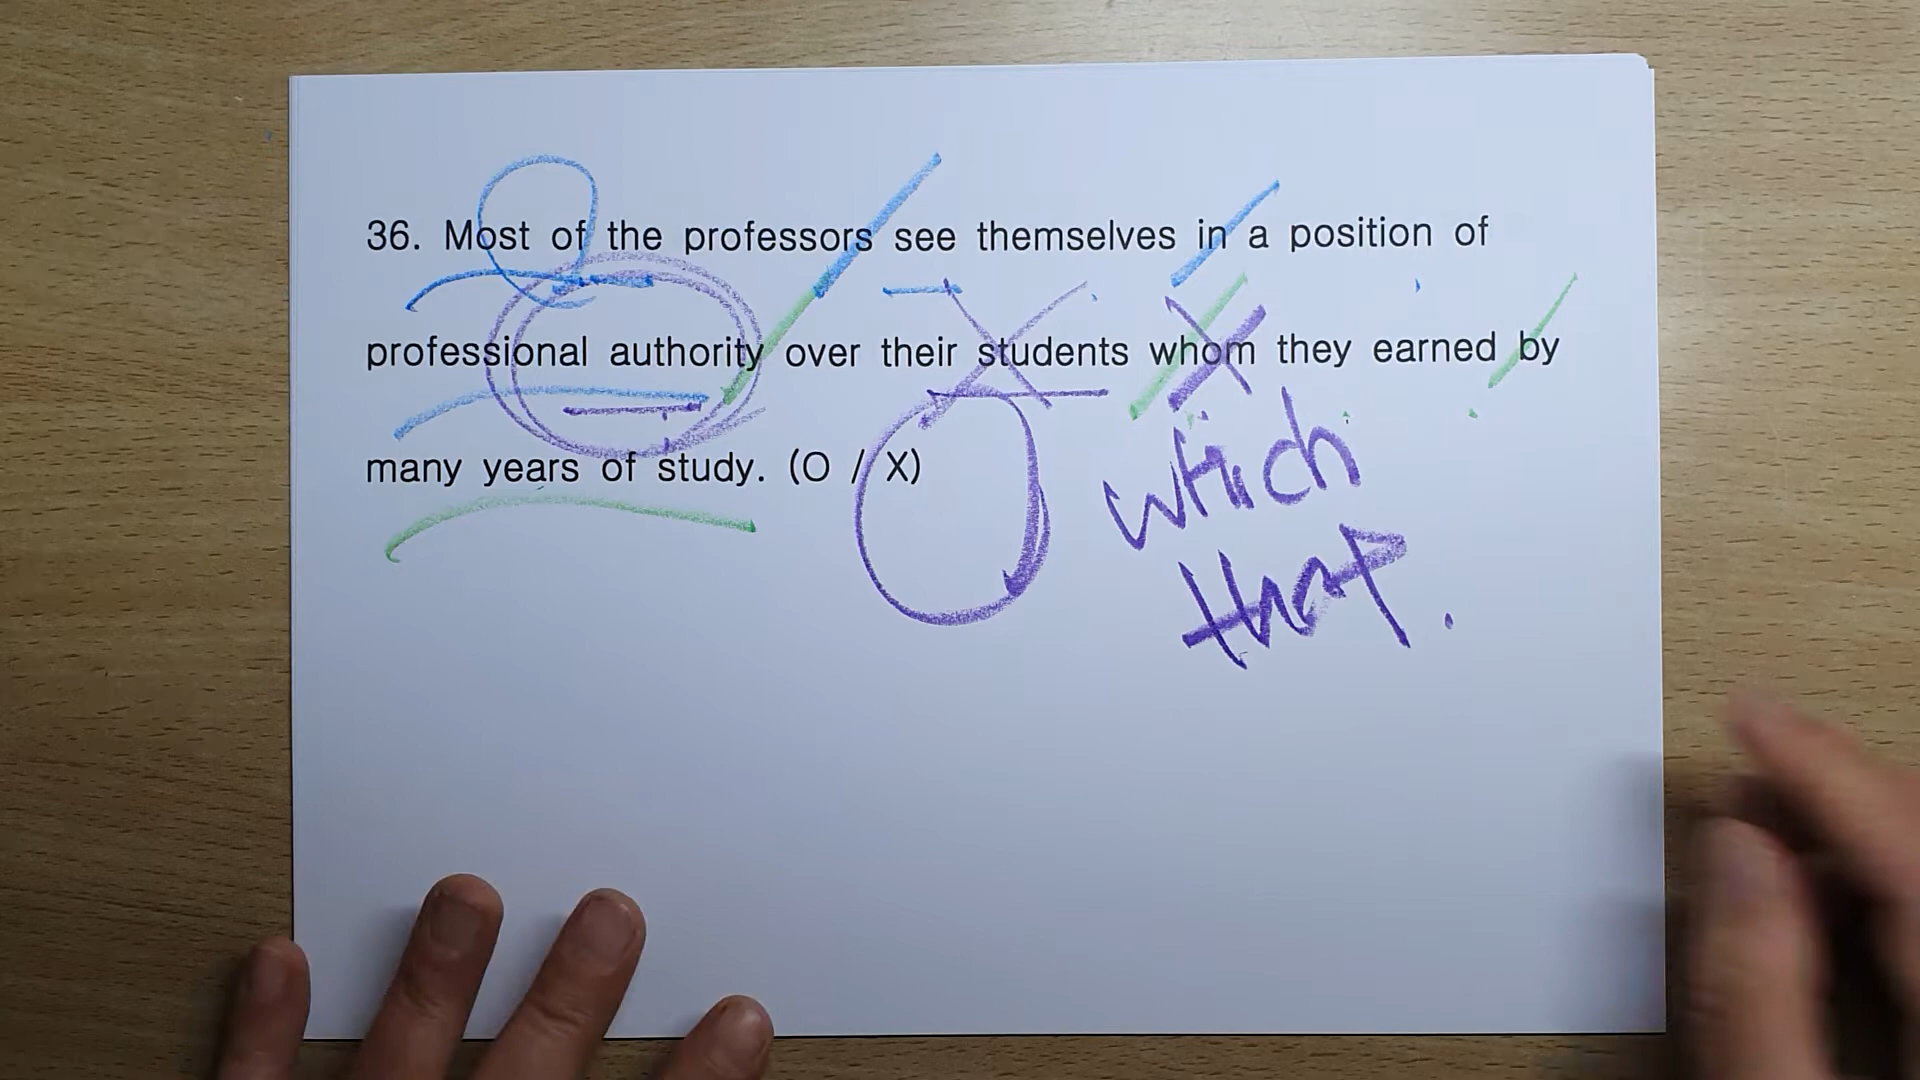 36. Most of the professors see themselves in a position of
professional authority over their students whom they earned by
many years of study. (O / X)
which
that.